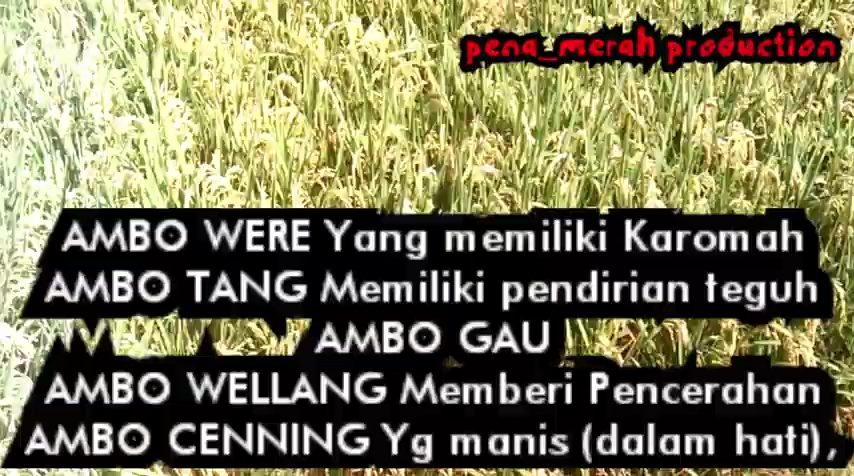 pena_merah production
AMBO WERE Yang memiliki Karomah
AMBO TANG Memiliki pendirian teguh
AMBO GAU
AMBO WELLANG Memberi Pencerahan
AMBO CENNING Yg manis (dalam hati),